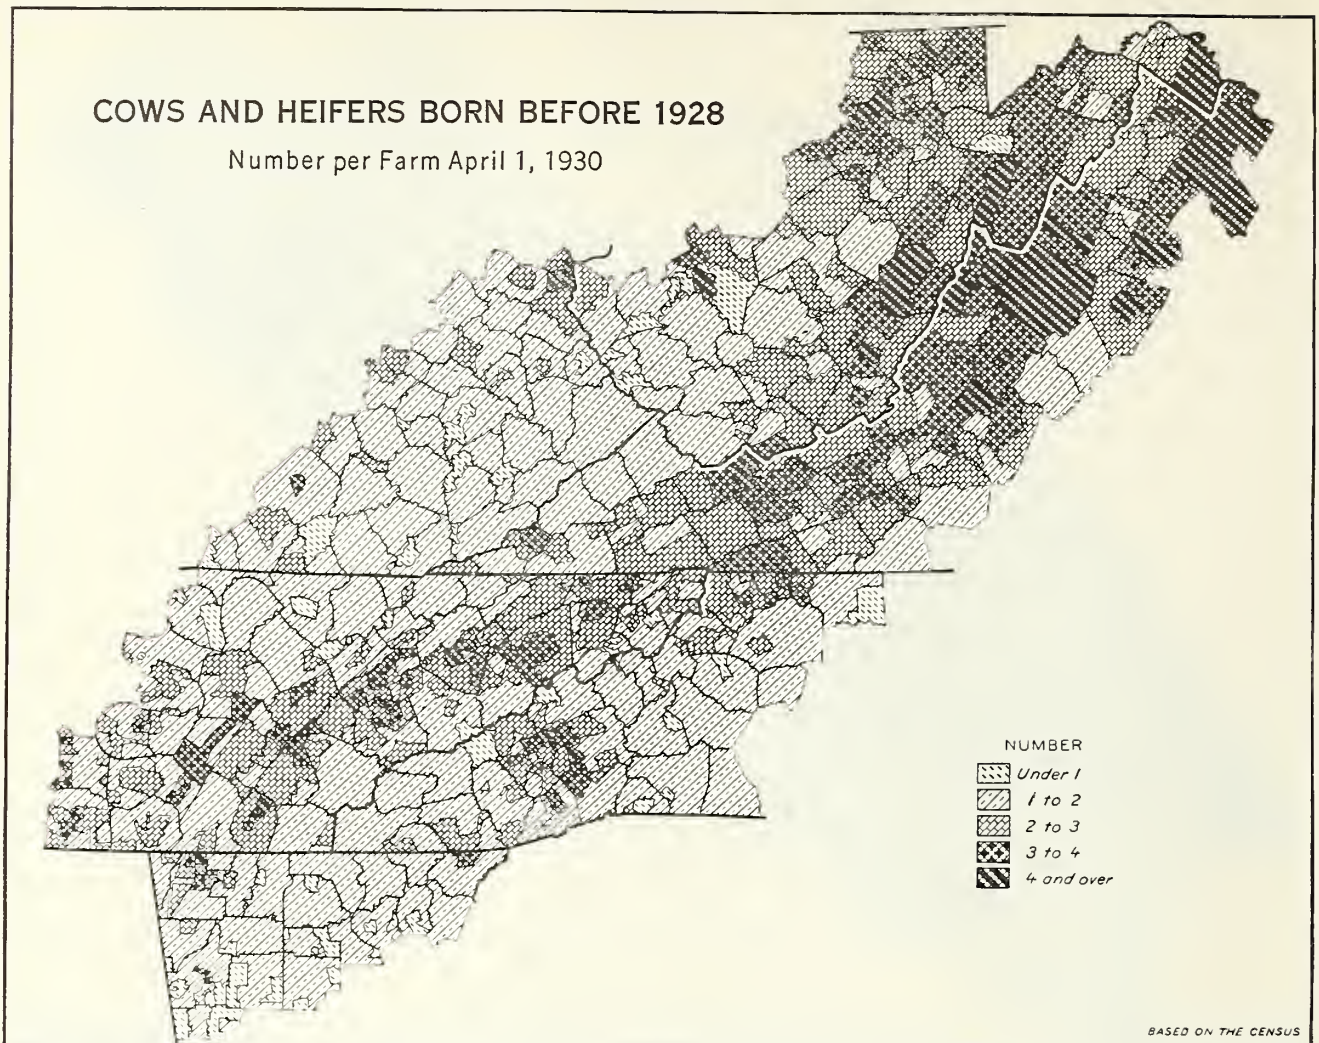 COWS AND HEIFERS BORN BEFORE 1928
Number per Farm April 1, 1930
NUMBER
Under 1
1 to 2
2 to 3
3 to 4
4 and over
BASED ON THE CENSUS